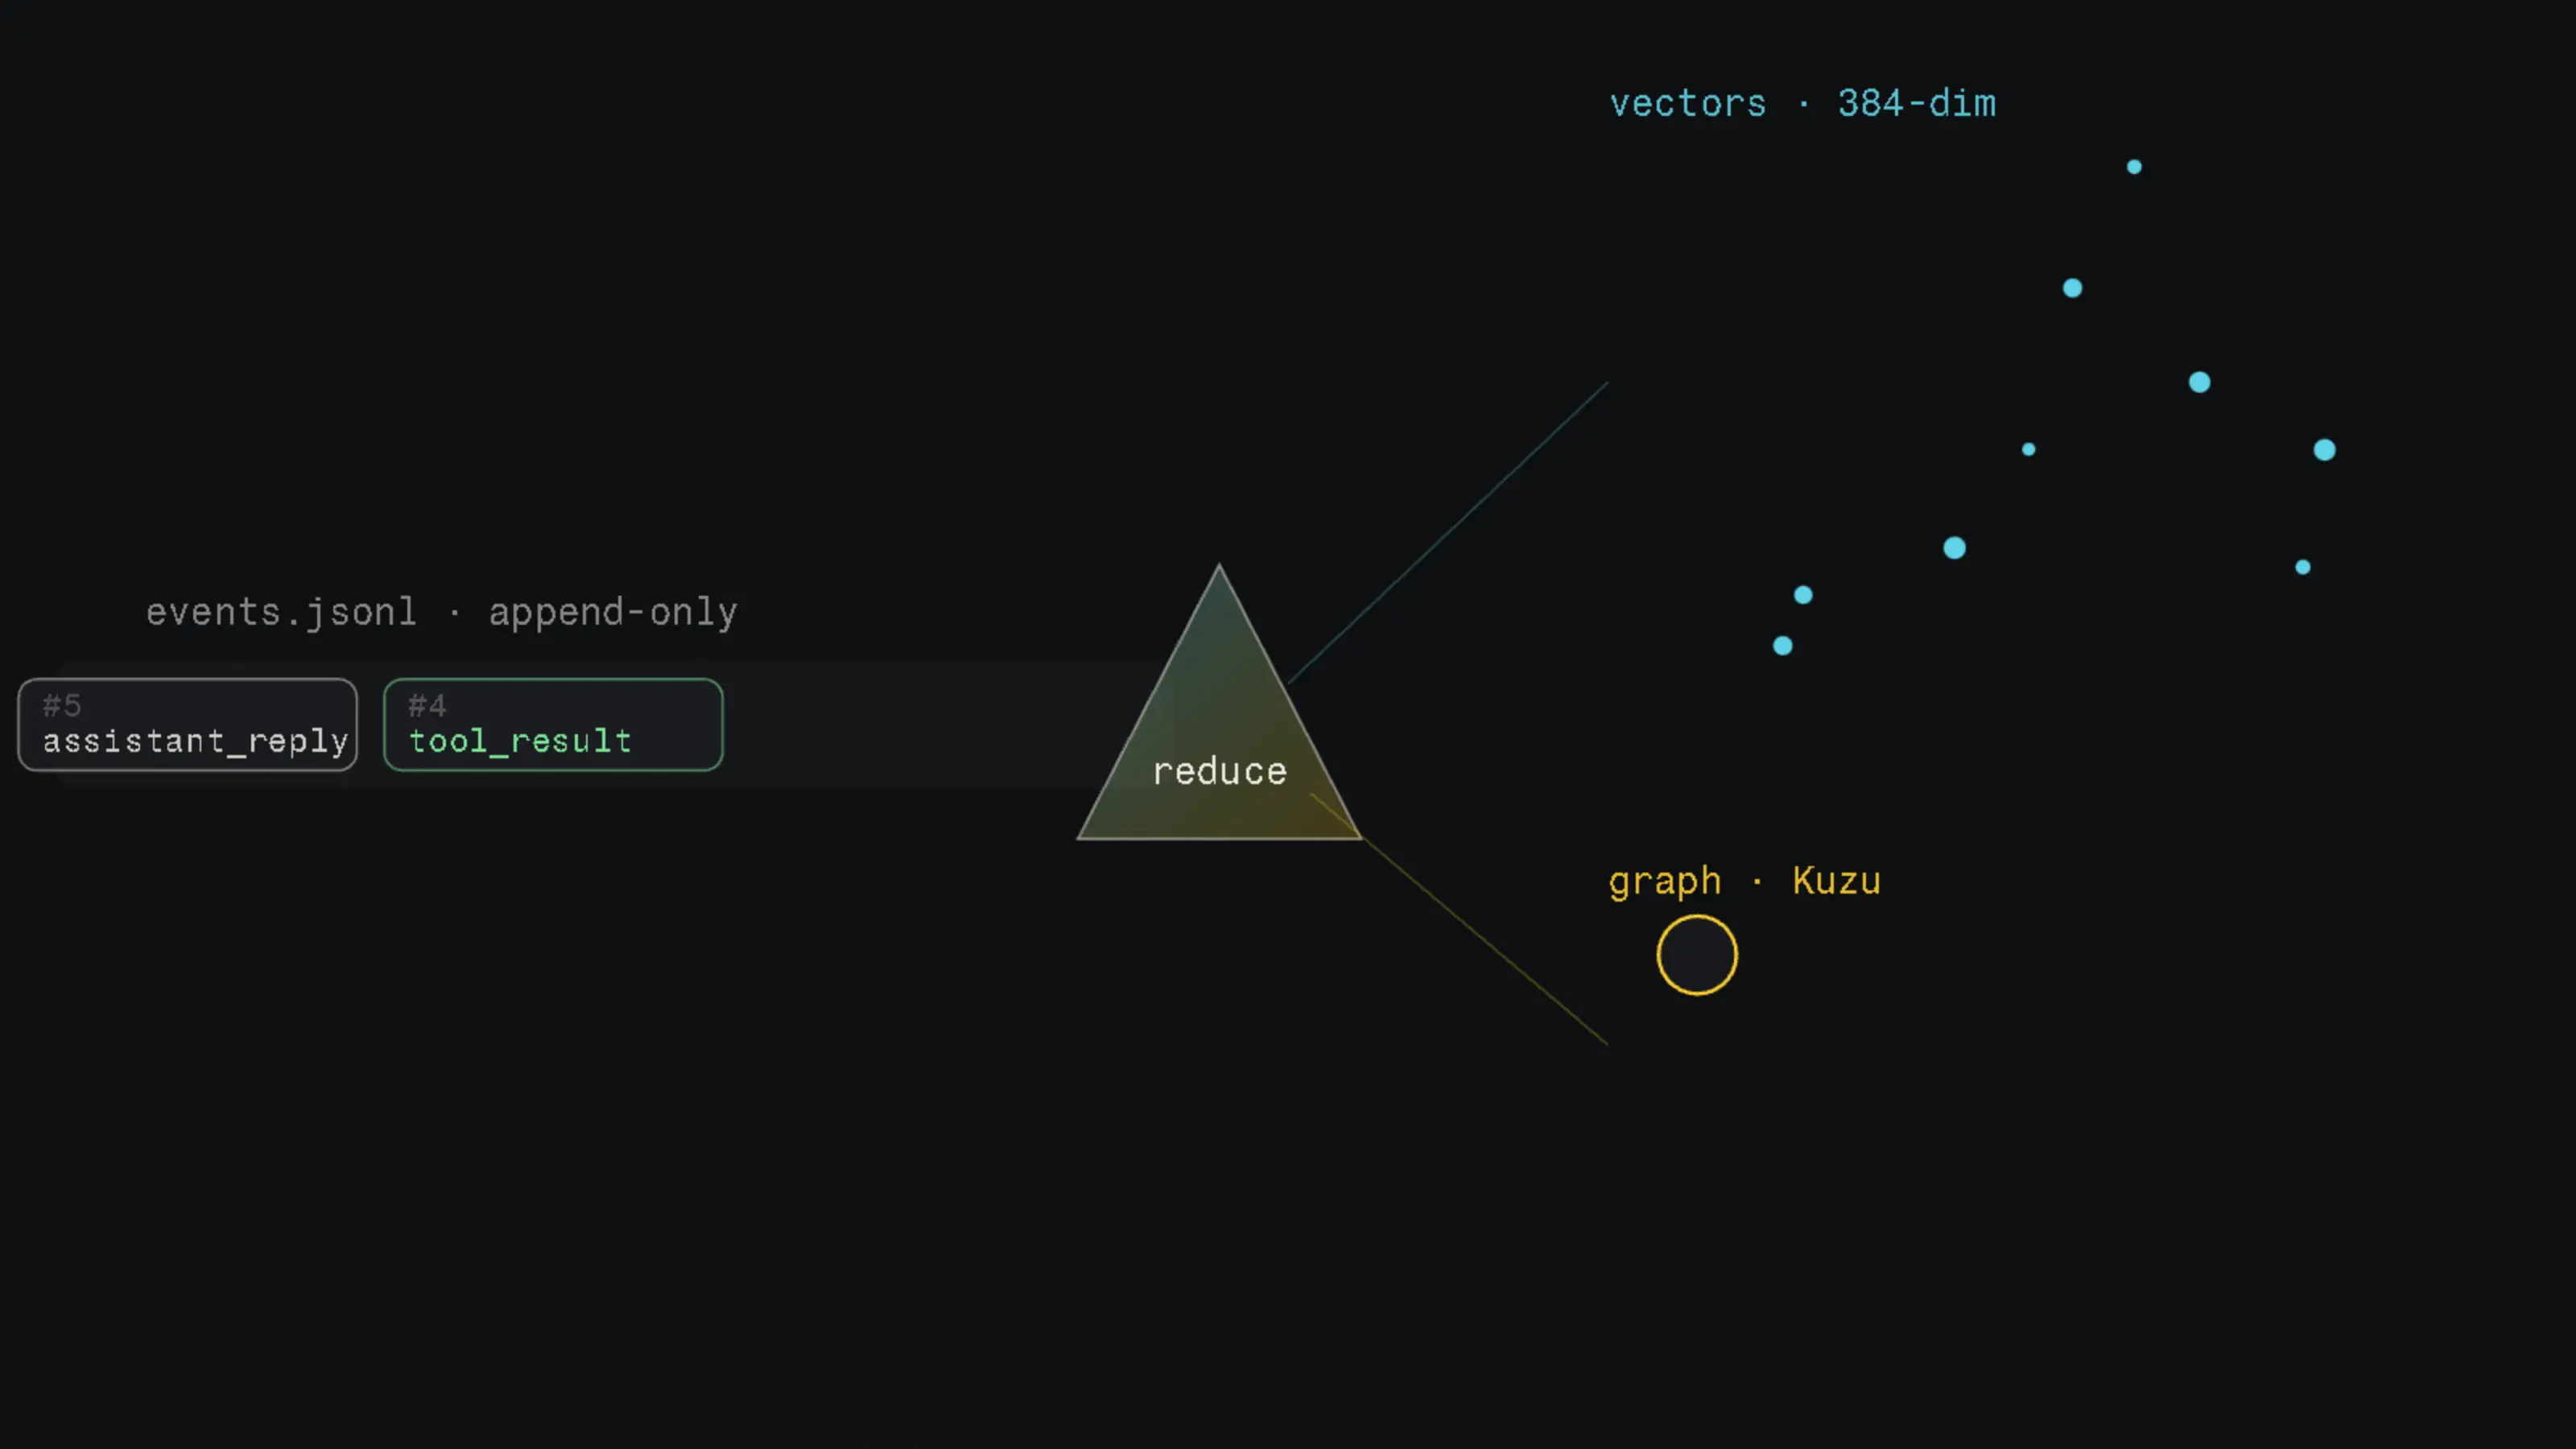 vectors · 384-dim
events.jsonl · append-only
#5
assistant_reply
#4
tool_result
reduce
graph · Kuzu